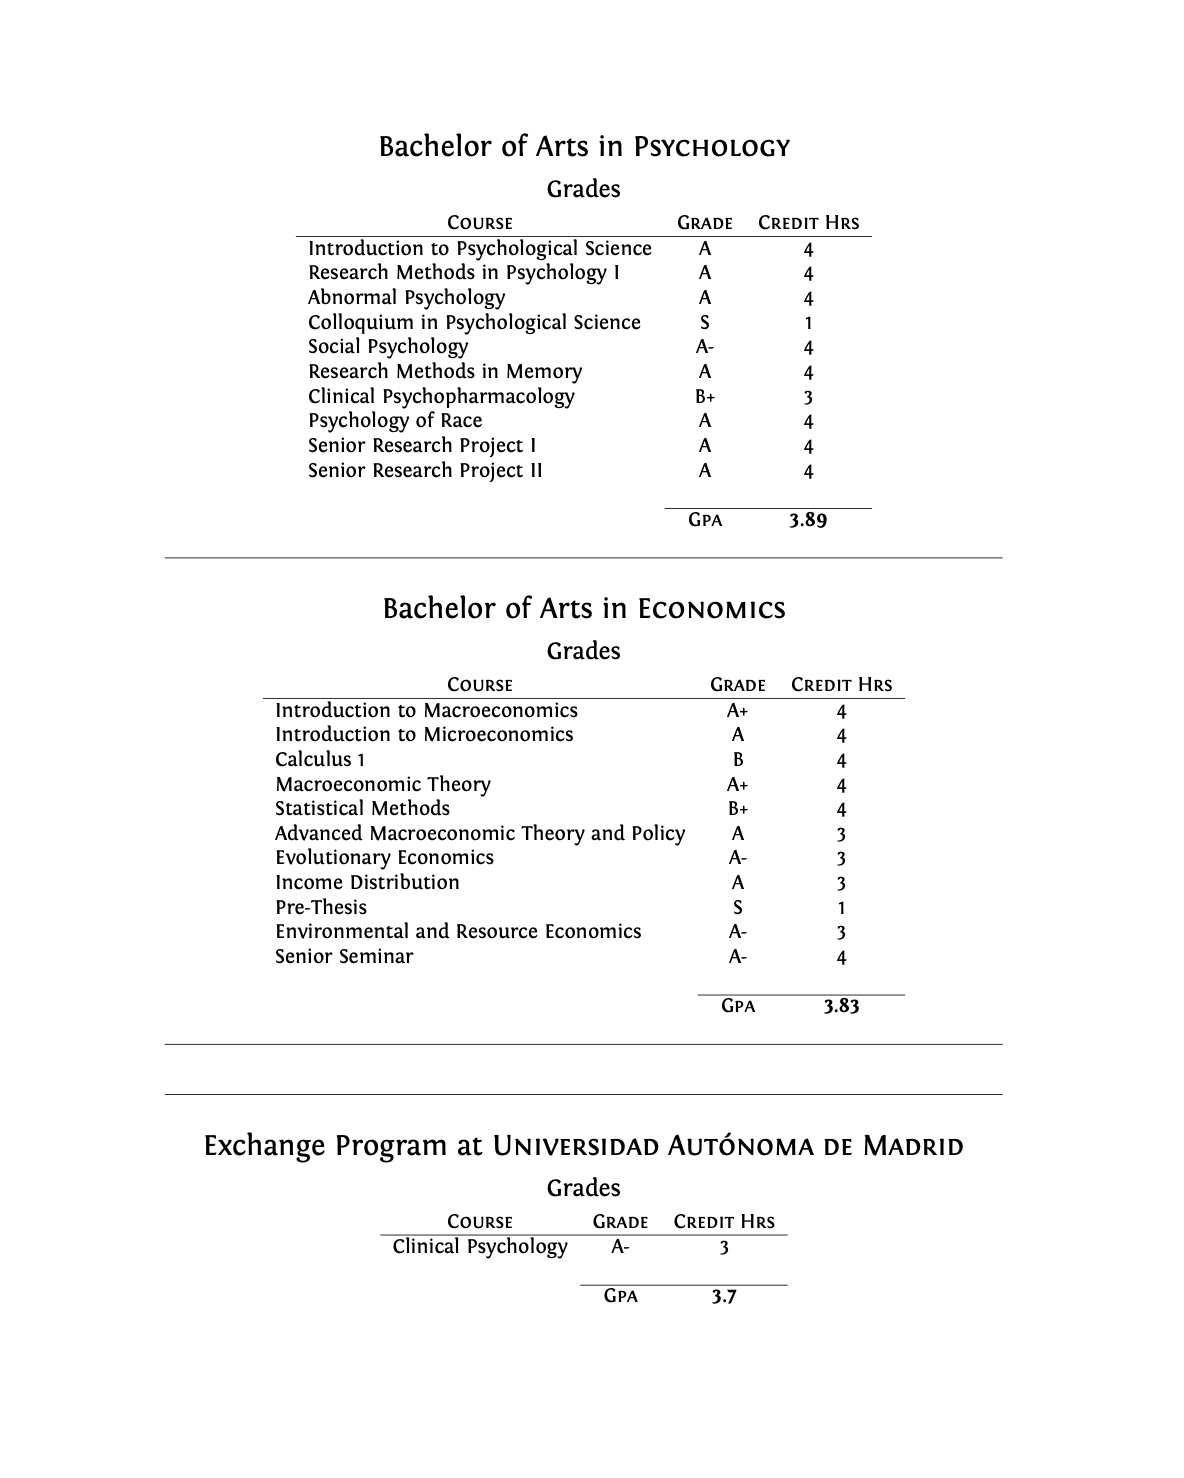 Bachelor of Arts in Psychology
Grades
Course Grade Credit Hrs
Introduction to Psychological Science A 4
Research Methods in Psychology I A 4
Abnormal Psychology A 4
Colloquium in Psychological Science S 1
Social Psychology A- 4
Research Methods in Memory A 4
Clinical Psychopharmacology B+ 3
Psychology of Race A 4
Senior Research Project I A 4
Senior Research Project II A 4
Gpa 3.89
Bachelor of Arts in Economics
Grades
Course Grade Credit Hrs
Introduction to Macroeconomics A+ 4
Introduction to Microeconomics A 4
Calculus 1 B 4
Macroeconomic Theory A+ 4
Statistical Methods B+ 4
Advanced Macroeconomic Theory and Policy A 3
Evolutionary Economics A- 3
Income Distribution A 3
Pre-Thesis S 1
Environmental and Resource Economics A- 3
Senior Seminar A- 4
Gpa 3.83
Exchange Program at Universidad Autónoma de Madrid
Grades
Course Grade Credit Hrs
Clinical Psychology A- 3
Gpa 3.7